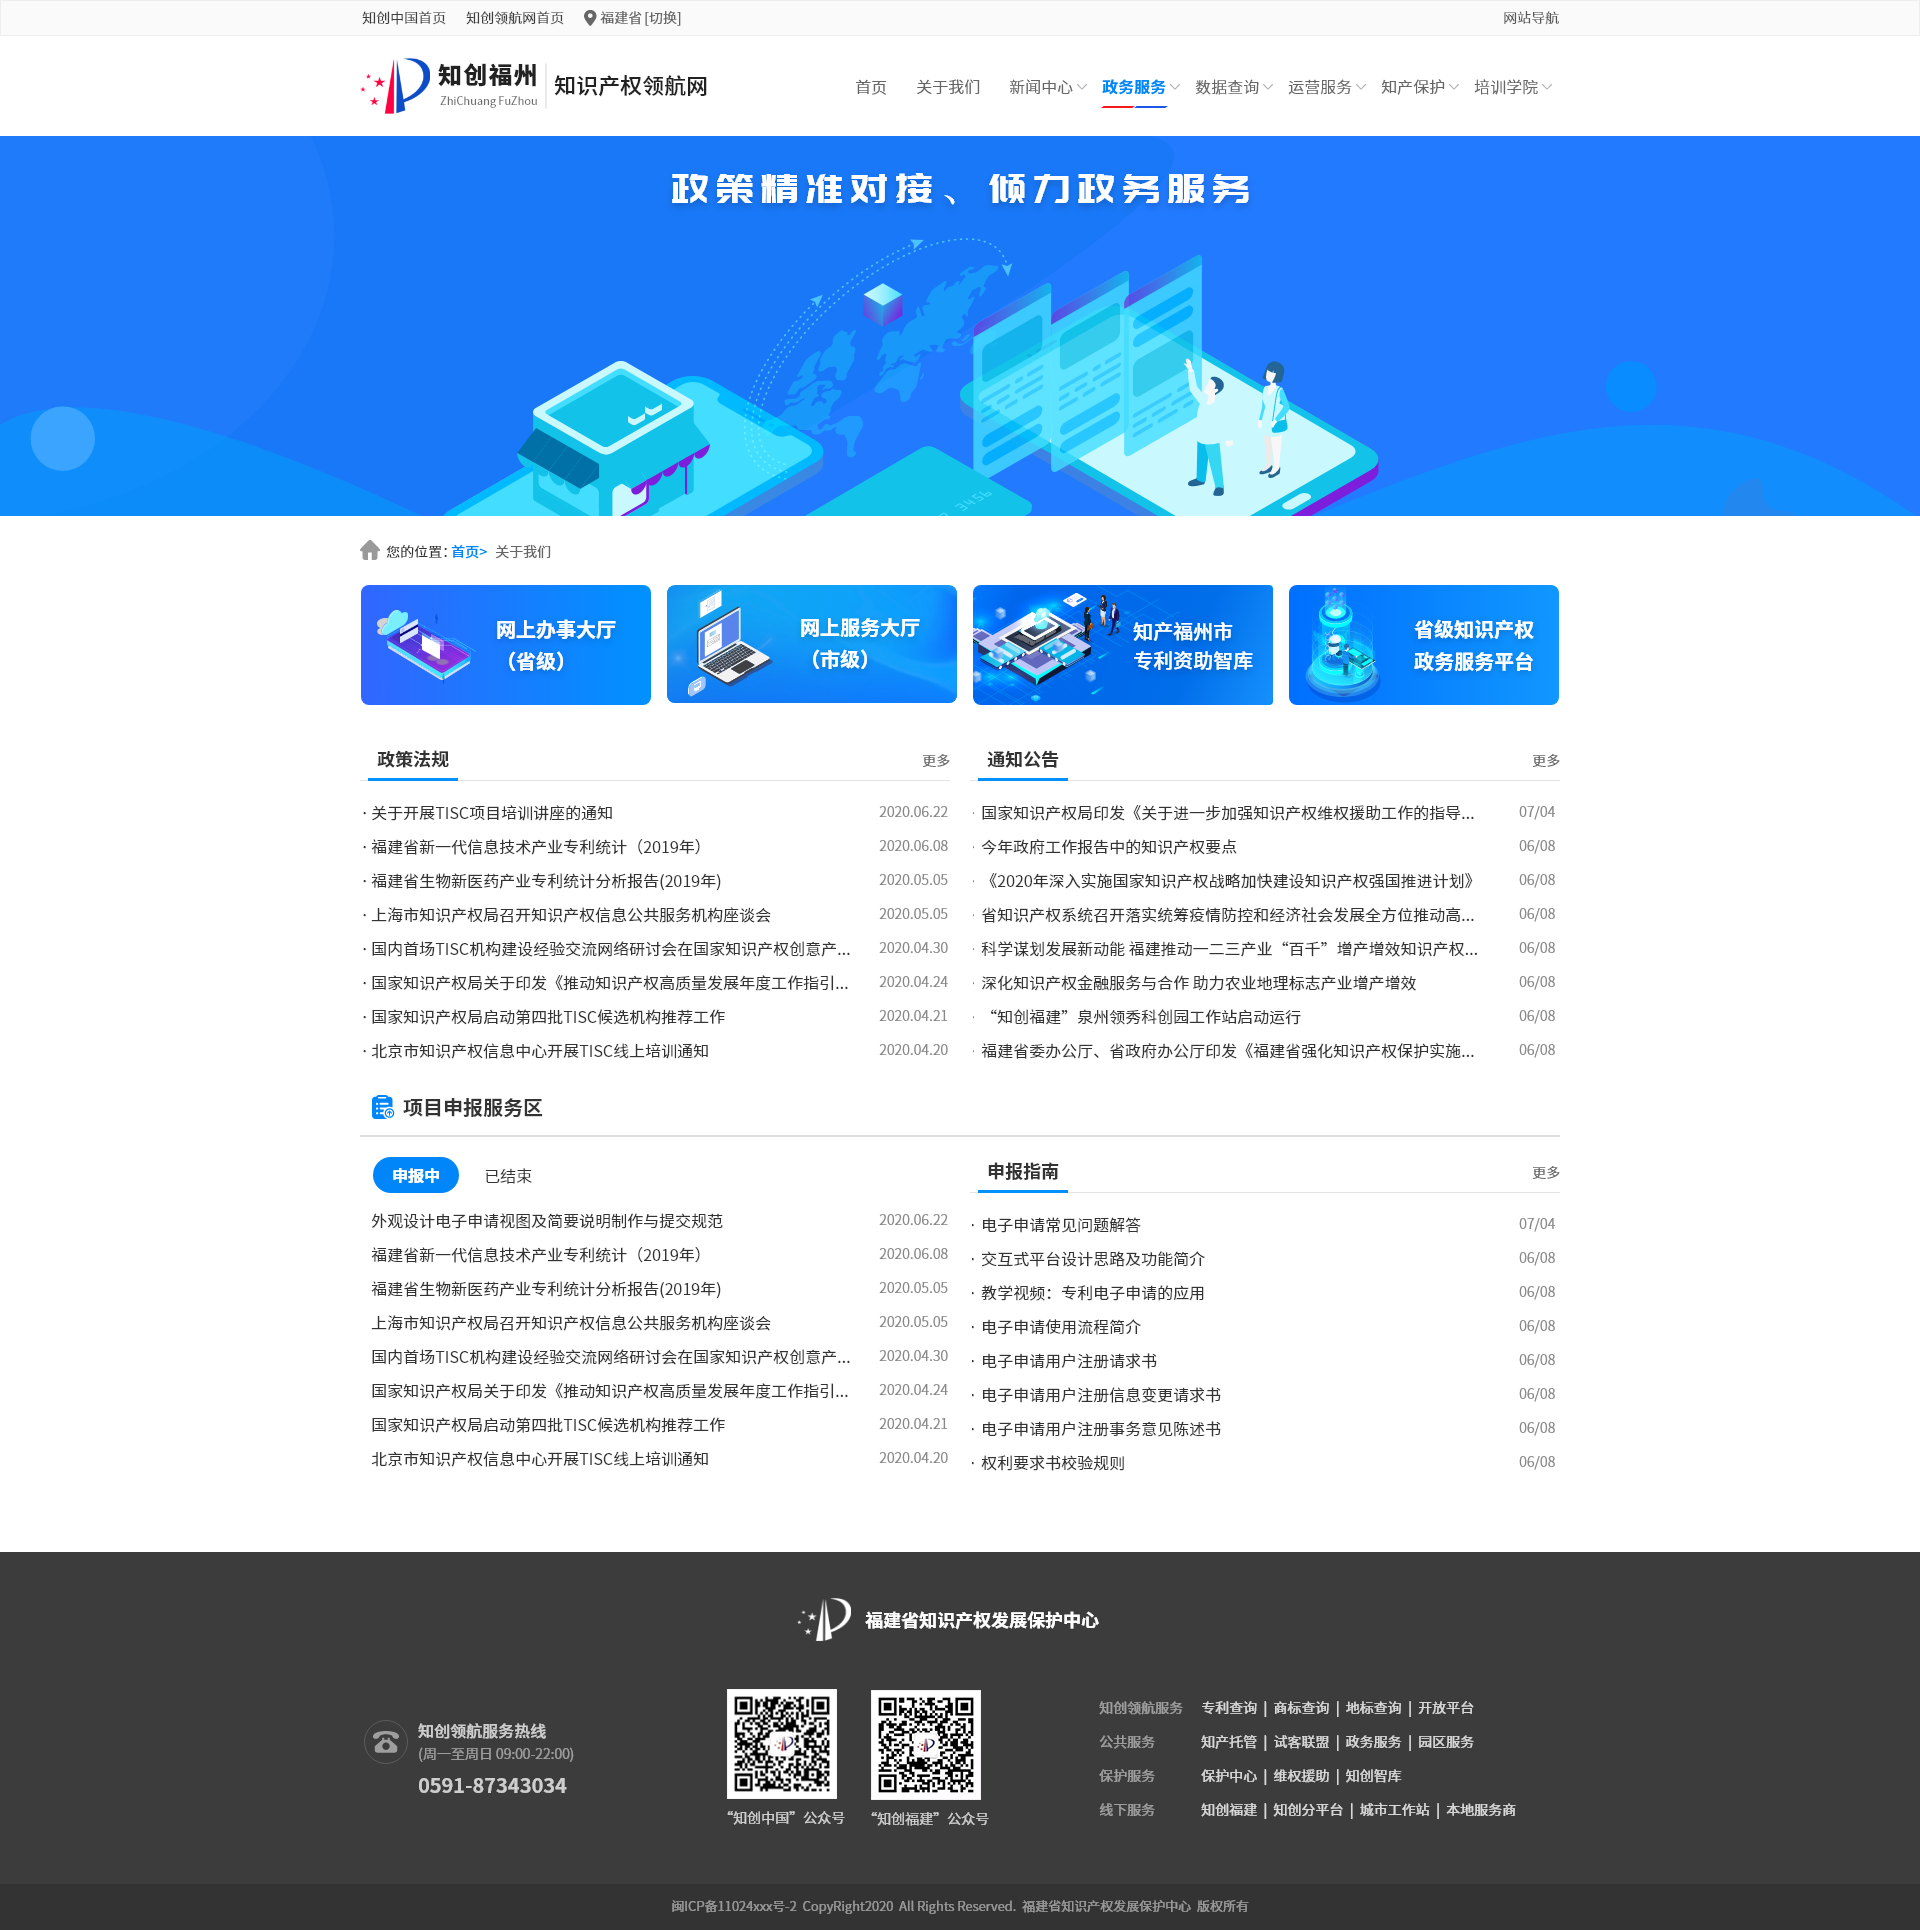 知创中国首页 知创领航网首页 福建省 [切换] 网站导航
知创福州 ZhiChuang FuZhou 知识产权领航网
首页 关于我们 新闻中心 政务服务 数据查询 运营服务 知产保护 培训学院
政策精准对接、倾力政务服务
3456
您的位置：首页> 关于我们
网上办事大厅
（省级）
网上服务大厅
（市级）
知产福州市
专利资助智库
省级知识产权
政务服务平台
政策法规 更多
· 关于开展TISC项目培训讲座的通知 2020.06.22
· 福建省新一代信息技术产业专利统计（2019年） 2020.06.08
· 福建省生物新医药产业专利统计分析报告(2019年) 2020.05.05
· 上海市知识产权局召开知识产权信息公共服务机构座谈会 2020.05.05
· 国内首场TISC机构建设经验交流网络研讨会在国家知识产权创意产... 2020.04.30
· 国家知识产权局关于印发《推动知识产权高质量发展年度工作指引... 2020.04.24
· 国家知识产权局启动第四批TISC候选机构推荐工作 2020.04.21
· 北京市知识产权信息中心开展TISC线上培训通知 2020.04.20
通知公告 更多
· 国家知识产权局印发《关于进一步加强知识产权维权援助工作的指导... 07/04
· 今年政府工作报告中的知识产权要点 06/08
· 《2020年深入实施国家知识产权战略加快建设知识产权强国推进计划》 06/08
· 省知识产权系统召开落实统筹疫情防控和经济社会发展全方位推动高... 06/08
· 科学谋划发展新动能 福建推动一二三产业“百千”增产增效知识产权... 06/08
· 深化知识产权金融服务与合作 助力农业地理标志产业增产增效 06/08
· “知创福建”泉州领秀科创园工作站启动运行 06/08
· 福建省委办公厅、省政府办公厅印发《福建省强化知识产权保护实施... 06/08
项目申报服务区
申报中 已结束
外观设计电子申请视图及简要说明制作与提交规范 2020.06.22
福建省新一代信息技术产业专利统计（2019年） 2020.06.08
福建省生物新医药产业专利统计分析报告(2019年) 2020.05.05
上海市知识产权局召开知识产权信息公共服务机构座谈会 2020.05.05
国内首场TISC机构建设经验交流网络研讨会在国家知识产权创意产... 2020.04.30
国家知识产权局关于印发《推动知识产权高质量发展年度工作指引... 2020.04.24
国家知识产权局启动第四批TISC候选机构推荐工作 2020.04.21
北京市知识产权信息中心开展TISC线上培训通知 2020.04.20
申报指南 更多
· 电子申请常见问题解答 07/04
· 交互式平台设计思路及功能简介 06/08
· 教学视频：专利电子申请的应用 06/08
· 电子申请使用流程简介 06/08
· 电子申请用户注册请求书 06/08
· 电子申请用户注册信息变更请求书 06/08
· 电子申请用户注册事务意见陈述书 06/08
· 权利要求书校验规则 06/08
福建省知识产权发展保护中心
知创领航服务热线
(周一至周日 09:00-22:00)
0591-87343034
“知创中国”公众号
“知创福建”公众号
知创领航服务 专利查询 | 商标查询 | 地标查询 | 开放平台
公共服务 知产托管 | 试客联盟 | 政务服务 | 园区服务
保护服务 保护中心 | 维权援助 | 知创智库
线下服务 知创福建 | 知创分平台 | 城市工作站 | 本地服务商
闽ICP备11024xxx号-2 CopyRight2020 All Rights Reserved. 福建省知识产权发展保护中心 版权所有